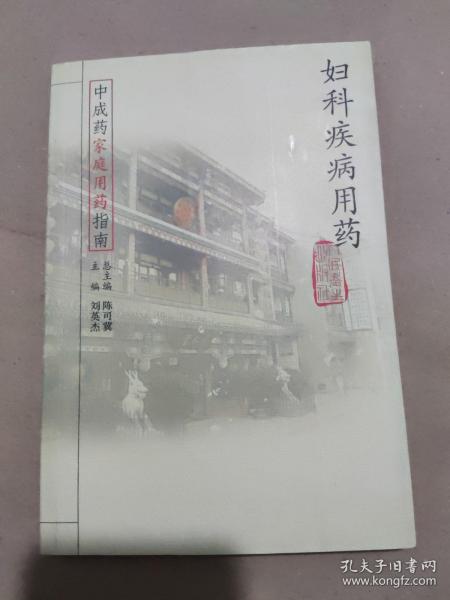 妇科疾病用药
中成药家庭用药指南
总主编 陈可冀
主编 刘英杰
孔夫子旧书网
www.kongfz.com